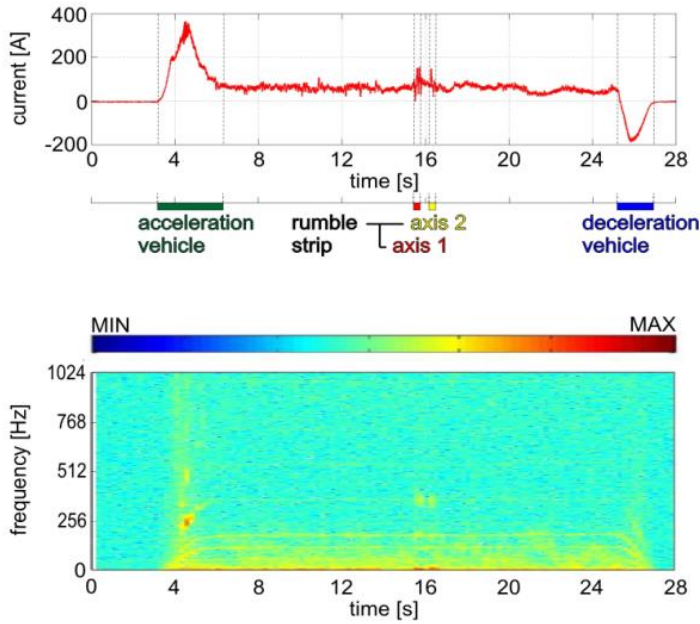 400
200
0
-200
current [A]
0 4 8 12 16 20 24 28
time [s]
acceleration vehicle
rumble strip
axis 2
axis 1
deceleration vehicle
MIN MAX
1024
768
512
256
0
frequency [Hz]
0 4 8 12 16 20 24 28
time [s]